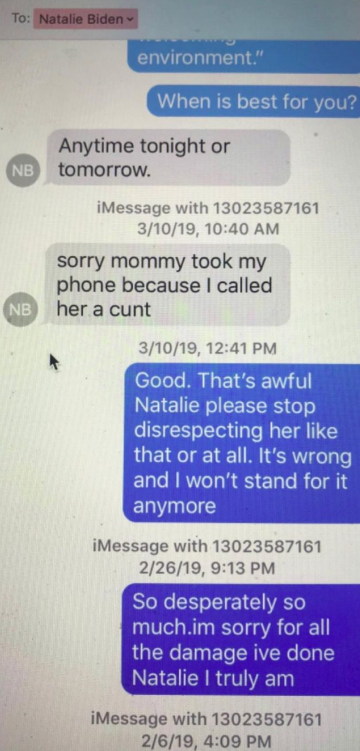 To: Natalie Biden
environment.”
When is best for you?
Anytime tonight or
tomorrow.
NB
iMessage with 13023587161
3/10/19, 10:40 AM
sorry mommy took my
phone because I called
her a cunt
NB
3/10/19, 12:41 PM
Good. That’s awful
Natalie please stop
disrespecting her like
that or at all. It’s wrong
and I won’t stand for it
anymore
iMessage with 13023587161
2/26/19, 9:13 PM
So desperately so
much.im sorry for all
the damage ive done
Natalie I truly am
iMessage with 13023587161
2/6/19, 4:09 PM